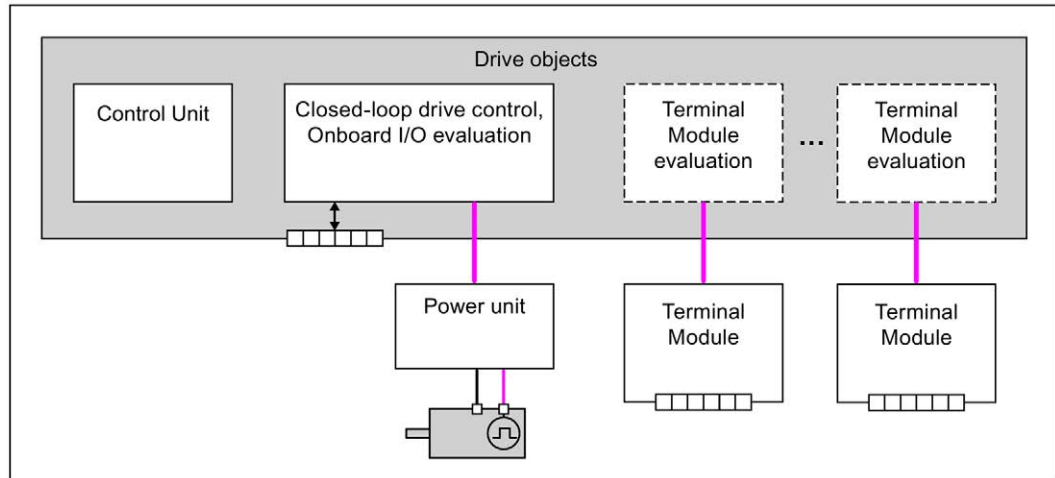 Drive objects
Control Unit
Closed-loop drive control,
Onboard I/O evaluation
Terminal
Module
evaluation
...
Terminal
Module
evaluation
Power unit
Terminal
Module
Terminal
Module